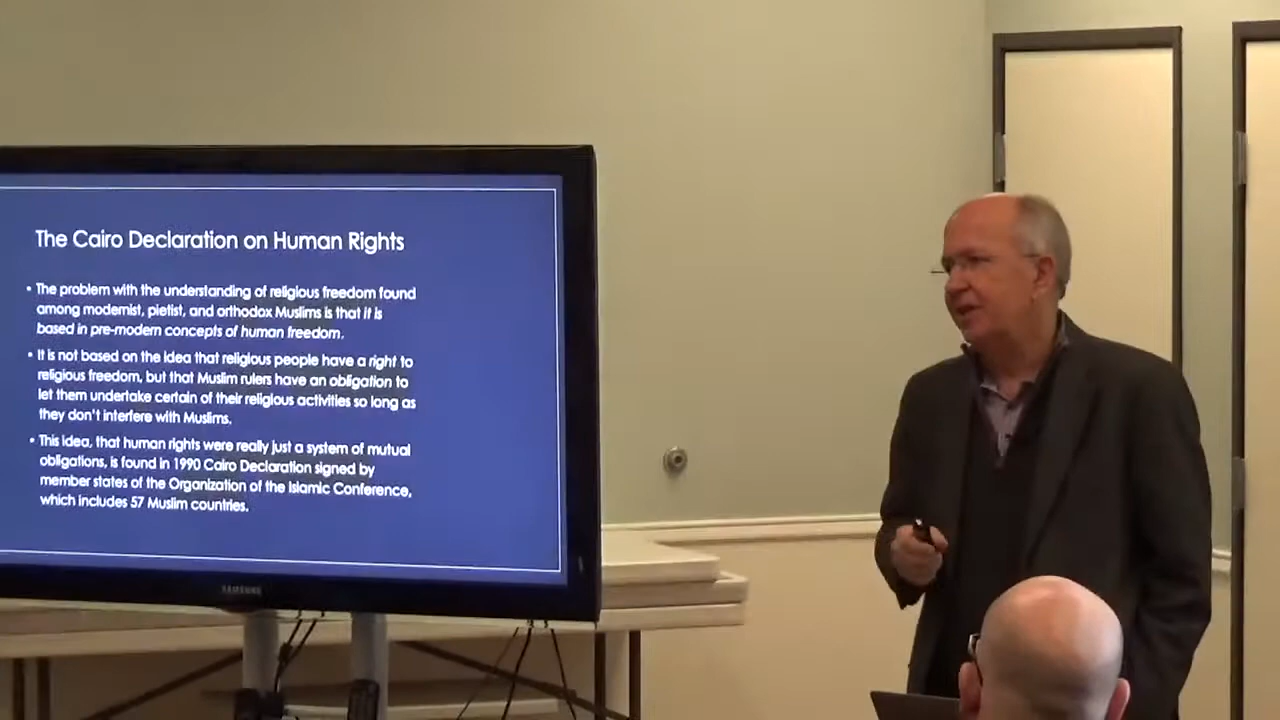 The Cairo Declaration on Human Rights
• The problem with the understanding of religious freedom found
among modernist, pietist, and orthodox Muslims is that it is
based in pre-modern concepts of human freedom.
• It is not based on the idea that religious people have a right to
religious freedom, but that Muslim rulers have an obligation to
let them undertake certain of their religious activities so long as
they don't interfere with Muslims.
• This idea, that human rights were really just a system of mutual
obligations, is found in 1990 Cairo Declaration signed by
member states of the Organization of the Islamic Conference,
which includes 57 Muslim countries.
SAMSUNG